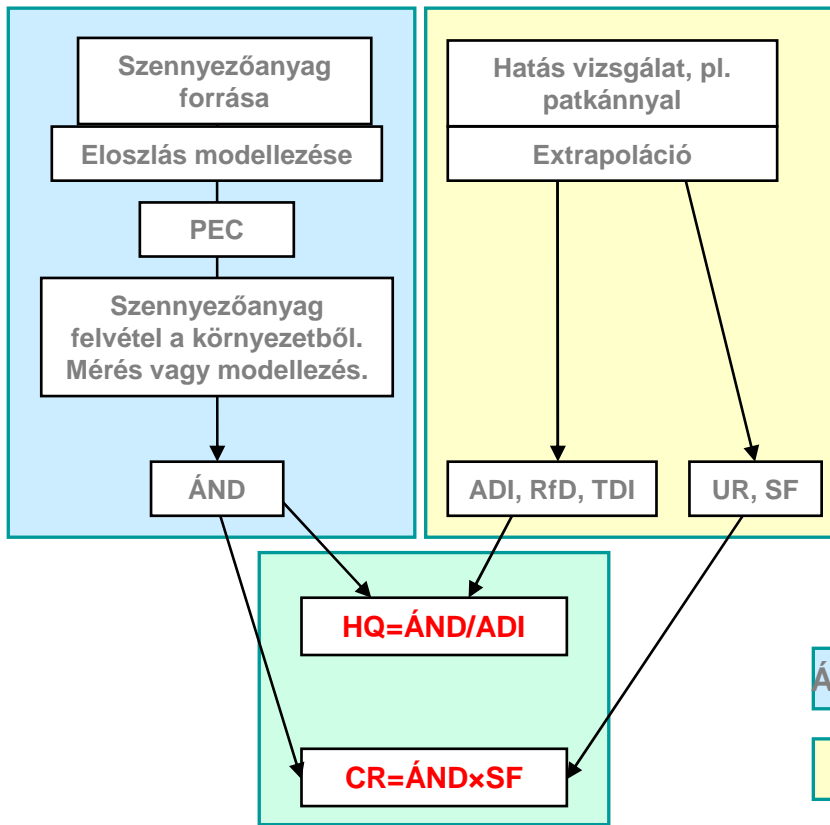 Szennyezőanyag
forrása
Eloszlás modellezése
PEC
Szennyezőanyag
felvétel a környezetből.
Mérés vagy modellezés.
ÁND
Hatás vizsgálat, pl.
patkánnyal
Extrapoláció
ADI, RfD, TDI
UR, SF
HQ=ÁND/ADI
CR=ÁND×SF